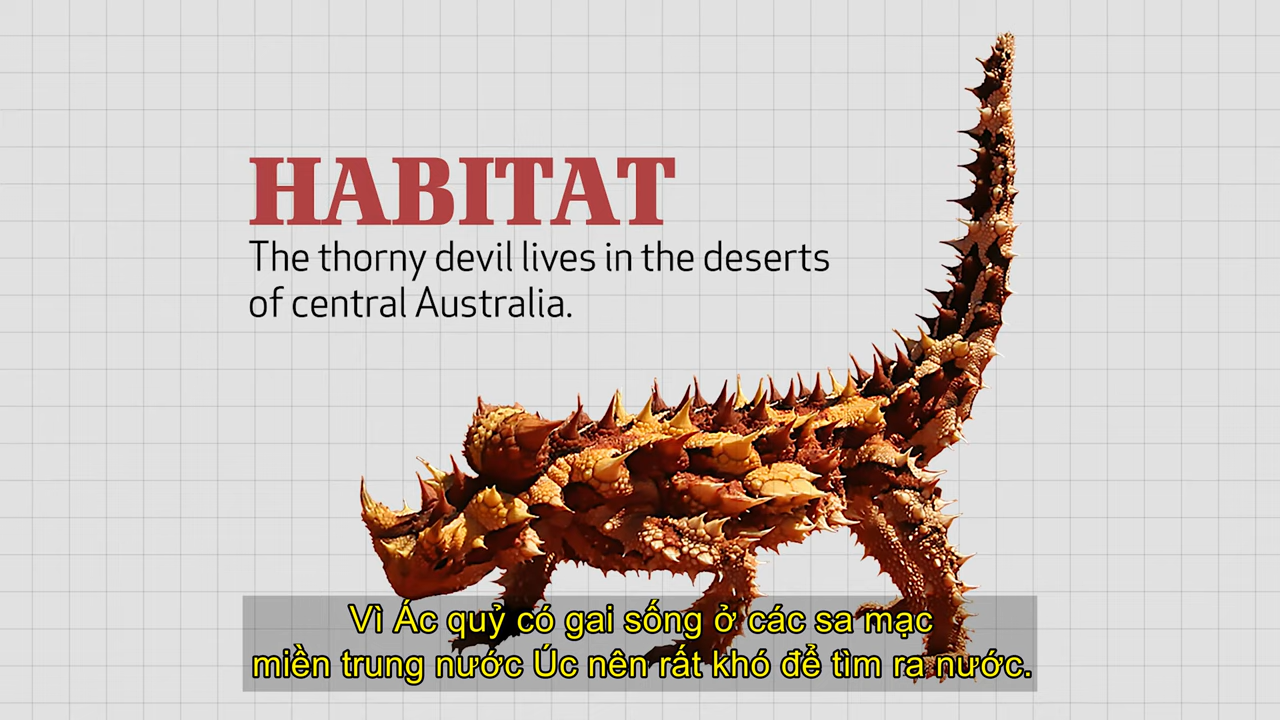 HABITAT
The thorny devil lives in the deserts
of central Australia.
Vì Ác quỷ có gai sống ở các sa mạc
miền trung nước Úc nên rất khó để tìm ra nước.